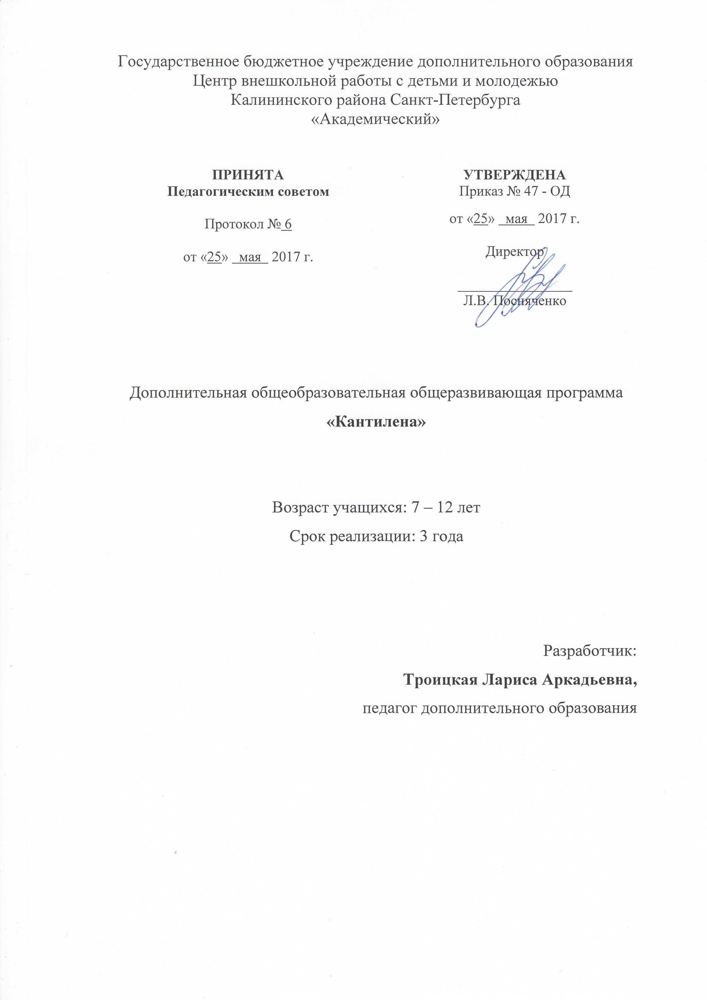 Государственное бюджетное учреждение дополнительного образования
Центр внешкольной работы с детьми и молодежью
Калининского района Санкт-Петербурга
«Академический»
ПРИНЯТА
Педагогическим советом
Протокол № 6
от «25» мая 2017 г.
УТВЕРЖДЕНА
Приказ № 47 - ОД
от «25» мая 2017 г.
Директор
Л.В. Посняченко
Дополнительная общеобразовательная общеразвивающая программа
«Кантилена»
Возраст учащихся: 7 – 12 лет
Срок реализации: 3 года
Разработчик:
Троицкая Лариса Аркадьевна,
педагог дополнительного образования